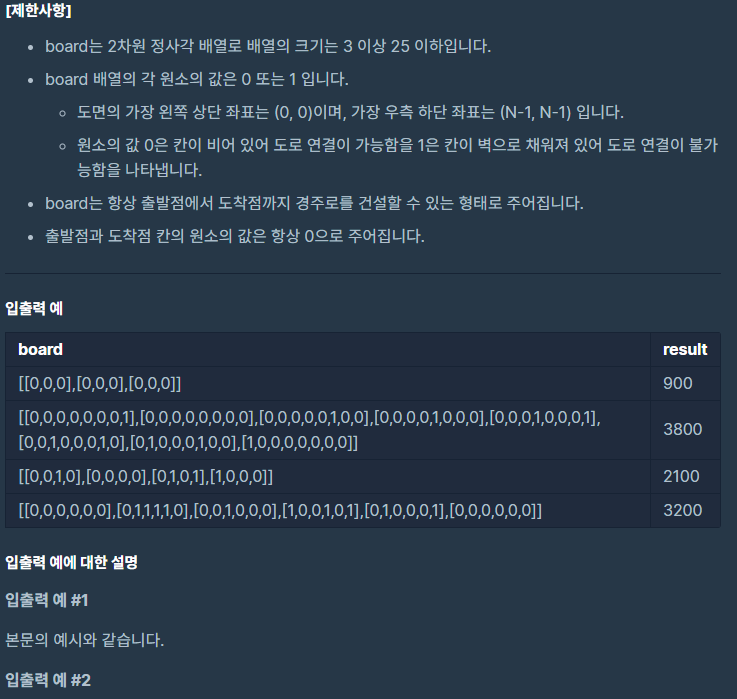 [제한사항]
• board는 2차원 정사각 배열로 배열의 크기는 3 이상 25 이하입니다.
• board 배열의 각 원소의 값은 0 또는 1 입니다.
◦ 도면의 가장 왼쪽 상단 좌표는 (0, 0)이며, 가장 우측 하단 좌표는 (N-1, N-1) 입니다.
◦ 원소의 값 0은 칸이 비어 있어 도로 연결이 가능함을 1은 칸이 벽으로 채워져 있어 도로 연결이 불가
능함을 나타냅니다.
• board는 항상 출발점에서 도착점까지 경주로를 건설할 수 있는 형태로 주어집니다.
• 출발점과 도착점 칸의 원소의 값은 항상 0으로 주어집니다.
입출력 예
board result
[[0,0,0],[0,0,0],[0,0,0]] 900
[[0,0,0,0,0,0,0,1],[0,0,0,0,0,0,0,0],[0,0,0,0,0,1,0,0],[0,0,0,0,1,0,0,0],[0,0,0,1,0,0,0,1],
[0,0,1,0,0,0,1,0],[0,1,0,0,0,1,0,0],[1,0,0,0,0,0,0,0]] 3800
[[0,0,1,0],[0,0,0,0],[0,1,0,1],[1,0,0,0]] 2100
[[0,0,0,0,0,0],[0,1,1,1,1,0],[0,0,1,0,0,0],[1,0,0,1,0,1],[0,1,0,0,0,1],[0,0,0,0,0,0]] 3200
입출력 예에 대한 설명
입출력 예 #1
본문의 예시와 같습니다.
입출력 예 #2